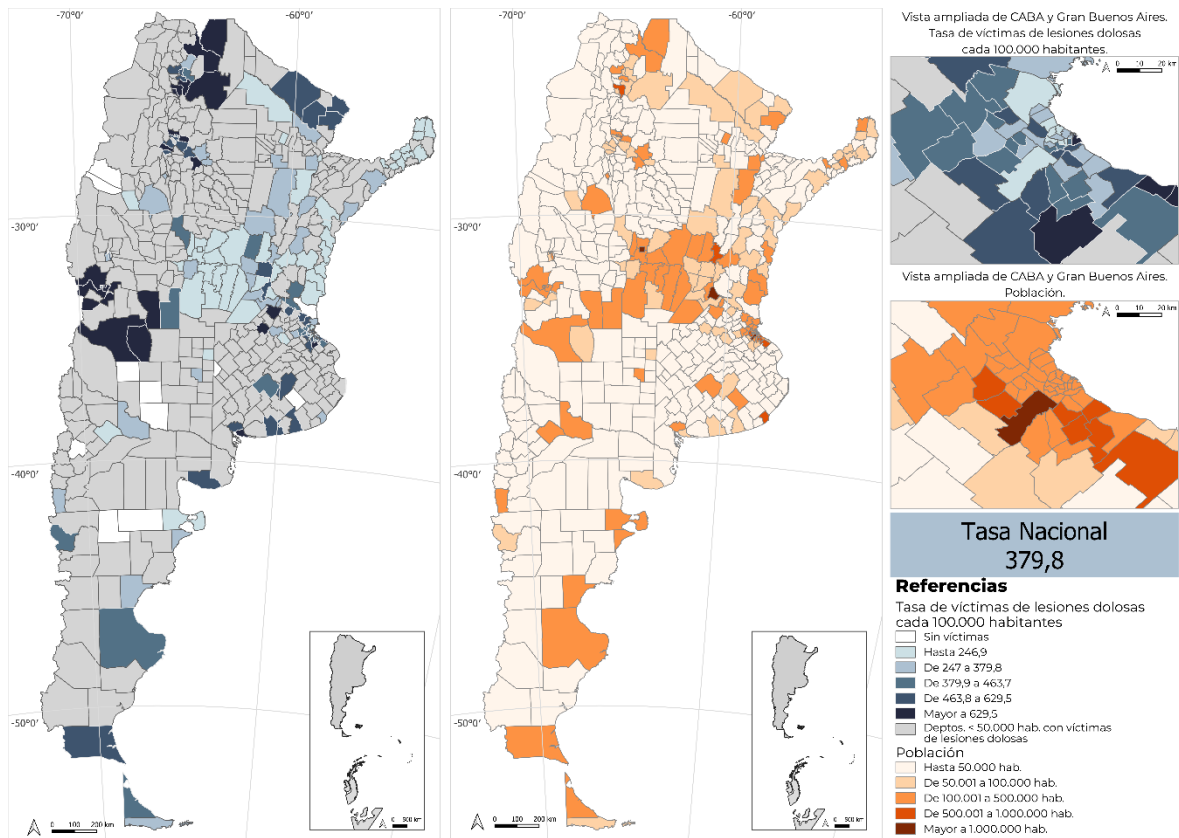 -70°0'
-60°0'
-30°0'
-40°0'
-50°0'
0 100 200 km
0 500 km
-70°0'
-60°0'
-30°0'
-40°0'
-50°0'
0 100 200 km
0 500 km
Vista ampliada de CABA y Gran Buenos Aires.
Tasa de víctimas de lesiones dolosas
cada 100.000 habitantes.
0 10 20 km
Vista ampliada de CABA y Gran Buenos Aires.
Población.
0 10 20 km
Tasa Nacional
379,8
Referencias
Tasa de víctimas de lesiones dolosas
cada 100.000 habitantes
Sin víctimas
Hasta 246,9
De 247 a 379,8
De 379,9 a 463,7
De 463,8 a 629,5
Mayor a 629,5
Deptos. < 50.000 hab. con víctimas
de lesiones dolosas
Población
Hasta 50.000 hab.
De 50.001 a 100.000 hab.
De 100.001 a 500.000 hab.
De 500.001 a 1.000.000 hab.
Mayor a 1.000.000 hab.